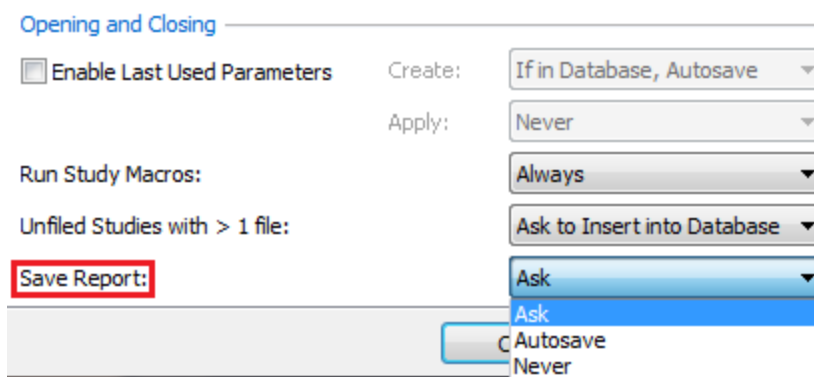 Opening and Closing
Enable Last Used Parameters Create: If in Database, Autosave
Apply: Never
Run Study Macros: Always
Unfiled Studies with > 1 file: Ask to Insert into Database
Save Report: Ask
Ask
Autosave
Never